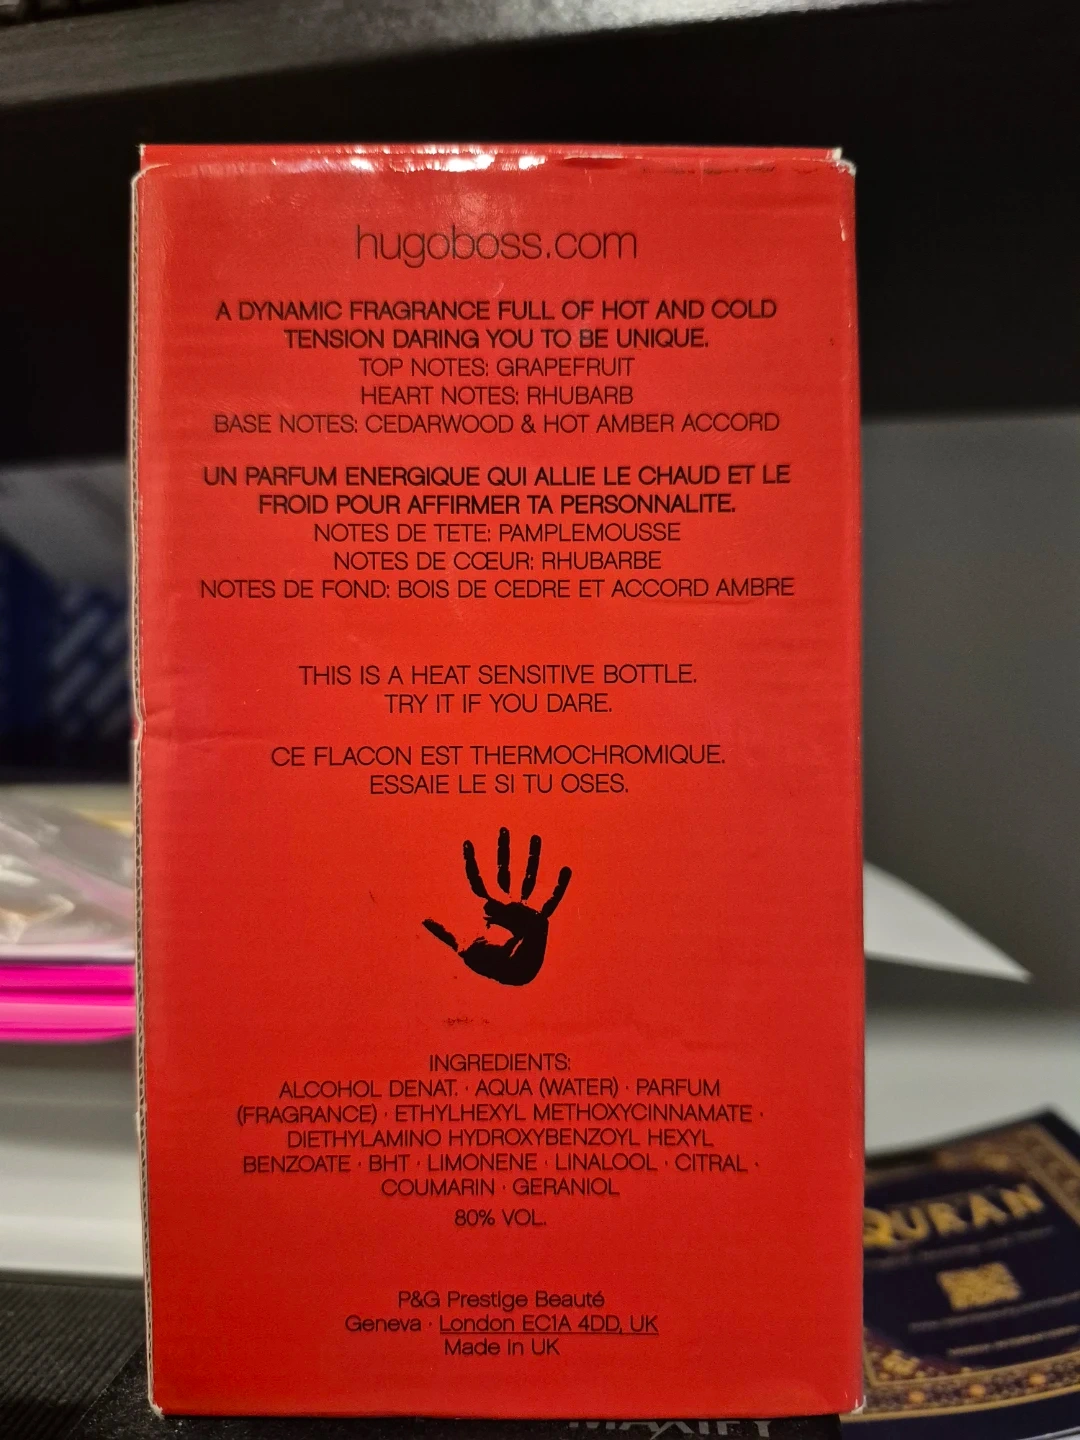 hugoboss.com
A DYNAMIC FRAGRANCE FULL OF HOT AND COLD
TENSION DARING YOU TO BE UNIQUE.
TOP NOTES: GRAPEFRUIT
HEART NOTES: RHUBARB
BASE NOTES: CEDARWOOD & HOT AMBER ACCORD
UN PARFUM ENERGIQUE QUI ALLIE LE CHAUD ET LE
FROID POUR AFFIRMER TA PERSONNALITE.
NOTES DE TETE: PAMPLEMOUSSE
NOTES DE CŒUR: RHUBARBE
NOTES DE FOND: BOIS DE CEDRE ET ACCORD AMBRE
THIS IS A HEAT SENSITIVE BOTTLE.
TRY IT IF YOU DARE.
CE FLACON EST THERMOCHROMIQUE.
ESSAIE LE SI TU OSES.
INGREDIENTS:
ALCOHOL DENAT. · AQUA (WATER) · PARFUM
(FRAGRANCE) · ETHYLHEXYL METHOXYCINNAMATE ·
DIETHYLAMINO HYDROXYBENZOYL HEXYL
BENZOATE · BHT · LIMONENE · LINALOOL · CITRAL ·
COUMARIN · GERANIOL
80% VOL.
P&G Prestige Beauté
Geneva · London EC1A 4DD, UK
Made in UK
QUR'AN